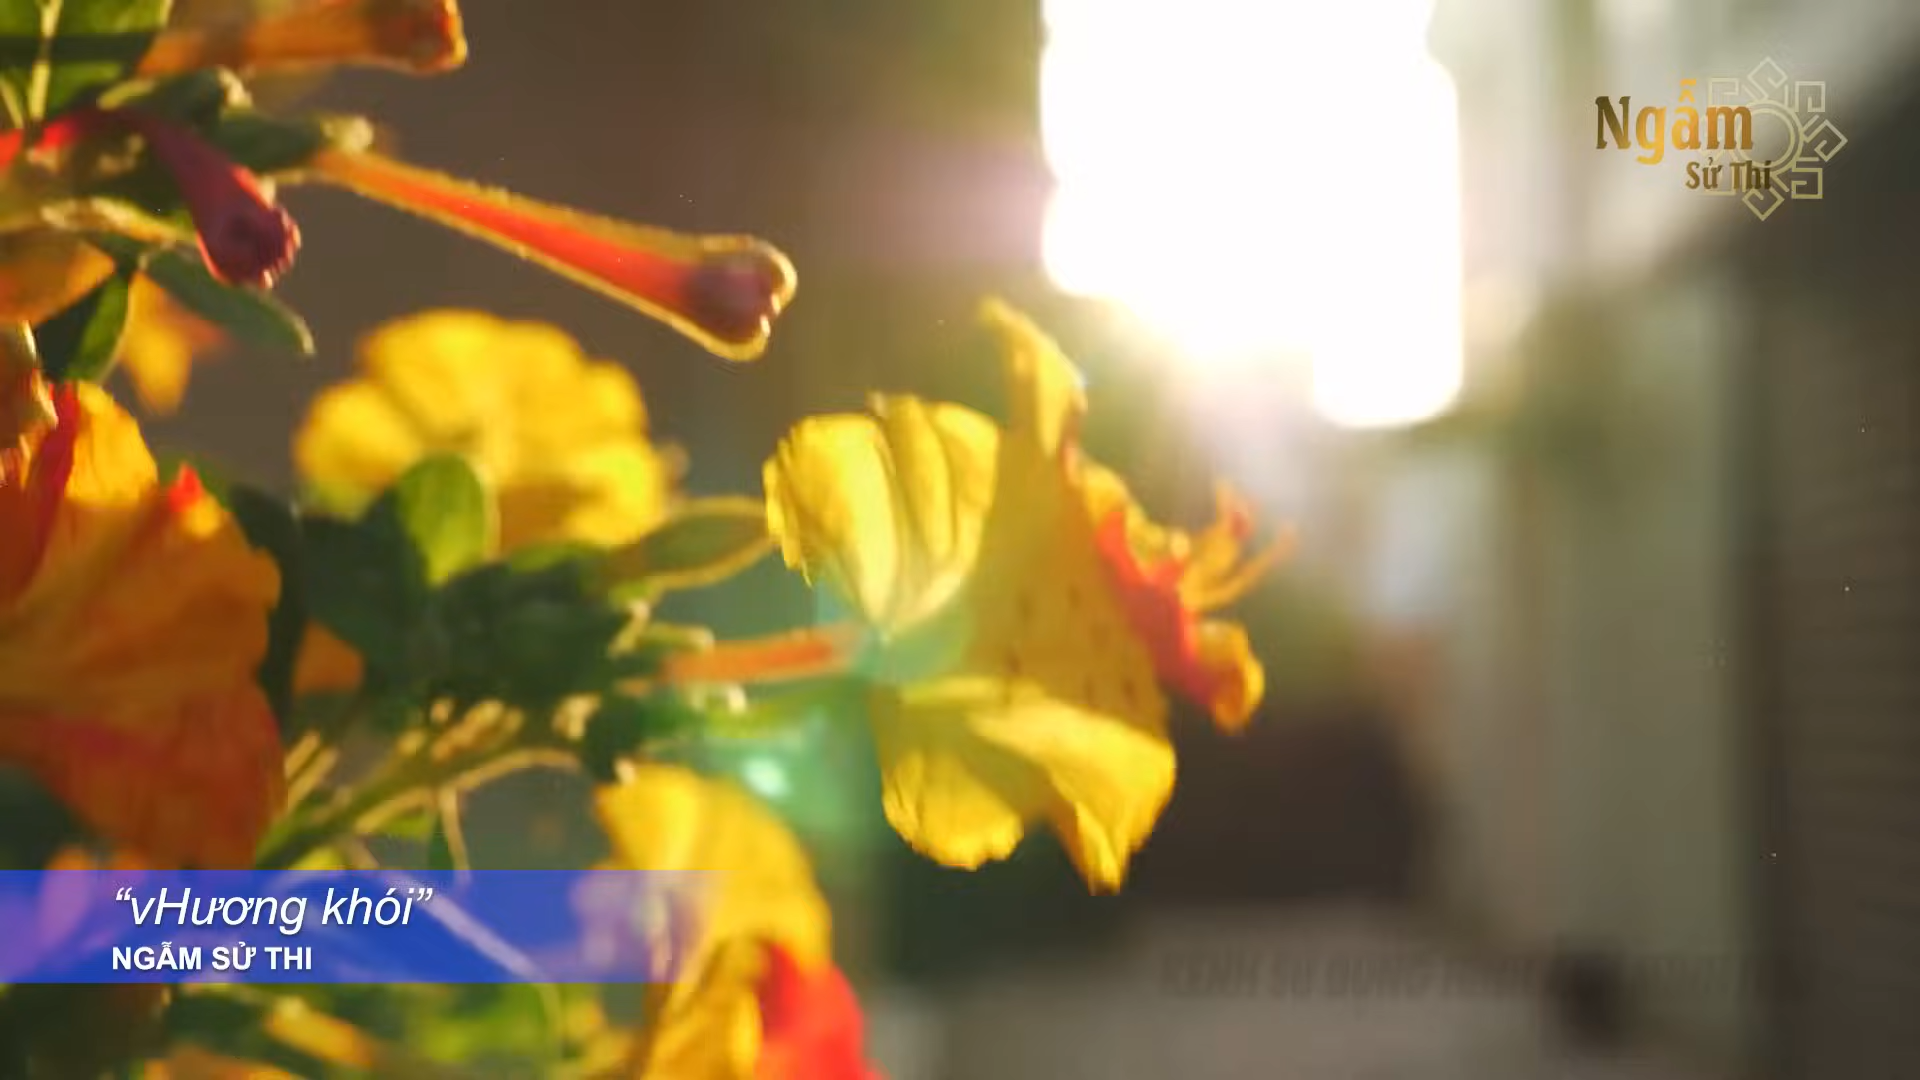 Ngẫm
Sử Thi
“vHương khói”
NGẪM SỬ THI